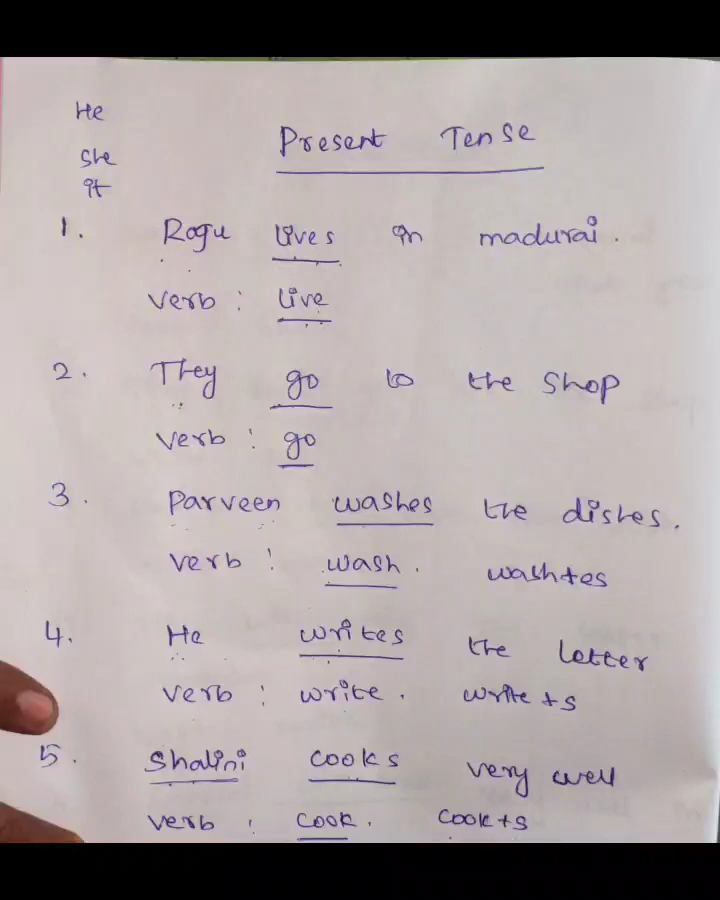 He
She
it
Present Tense
1. Ragu lives in madurai.
verb : live
2. They go to the shop
verb : go
3. Parveen washes the dishes.
verb : wash. wash+es
4. He writes the letter
verb : write. write+s
5. Shalini cooks very well
verb : cook. cook+s